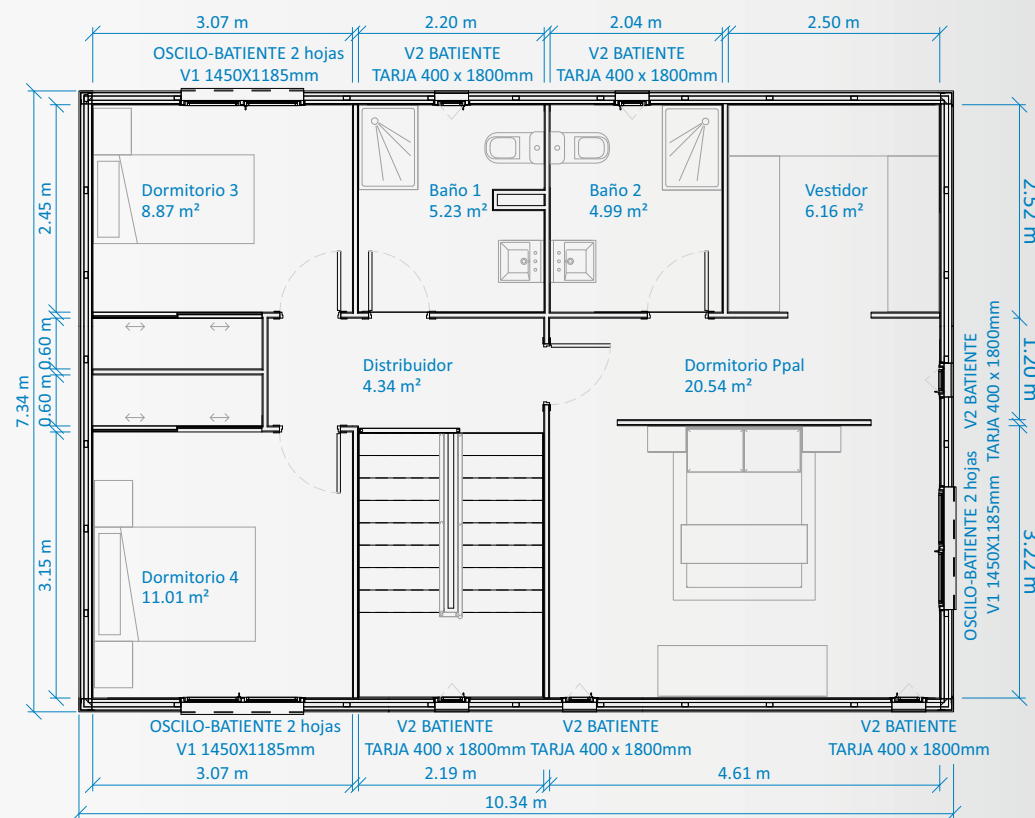 3.07 m
2.20 m
2.04 m
2.50 m
OSCILO-BATIENTE 2 hojas
V1 1450X1185mm
V2 BATIENTE
TARJA 400 x 1800mm
V2 BATIENTE
TARJA 400 x 1800mm
7.34 m
2.45 m
0.60 m
0.60 m
3.15 m
Dormitorio 3
8.87 m²
Baño 1
5.23 m²
Baño 2
4.99 m²
Vestidor
6.16 m²
Distribuidor
4.34 m²
Dormitorio Ppal
20.54 m²
Dormitorio 4
11.01 m²
2.52 m
1.20 m
3.22 m
V2 BATIENTE
TARJA 400 x 1800mm
OSCILO-BATIENTE 2 hojas
V1 1450X1185mm
OSCILO-BATIENTE 2 hojas
V1 1450X1185mm
V2 BATIENTE
TARJA 400 x 1800mm
V2 BATIENTE
TARJA 400 x 1800mm
V2 BATIENTE
TARJA 400 x 1800mm
3.07 m
2.19 m
4.61 m
10.34 m